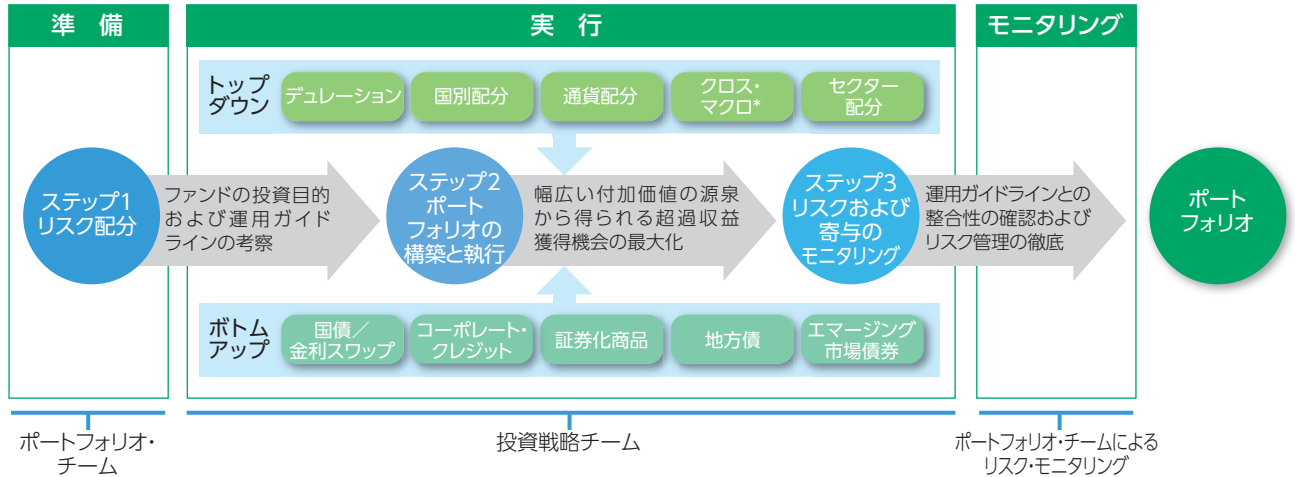 準 備
実 行
モニタリング
トップ
ダウン
デュレーション
国別配分
通貨配分
クロス・
マクロ*
セクター
配分
ステップ1
リスク配分
ファンドの投資目的
および運用ガイド
ラインの考察
ステップ2
ポート
フォリオの
構築と執行
幅広い付加価値の源泉
から得られる超過収益
獲得機会の最大化
ステップ3
リスクおよび
寄与の
モニタリング
運用ガイドラインとの
整合性の確認および
リスク管理の徹底
ポート
フォリオ
ボトム
アップ
国債／
金利スワップ
コーポレート・
クレジット
証券化商品
地方債
エマージング
市場債券
ポートフォリオ・
チーム
投資戦略チーム
ポートフォリオ・チームによる
リスク・モニタリング